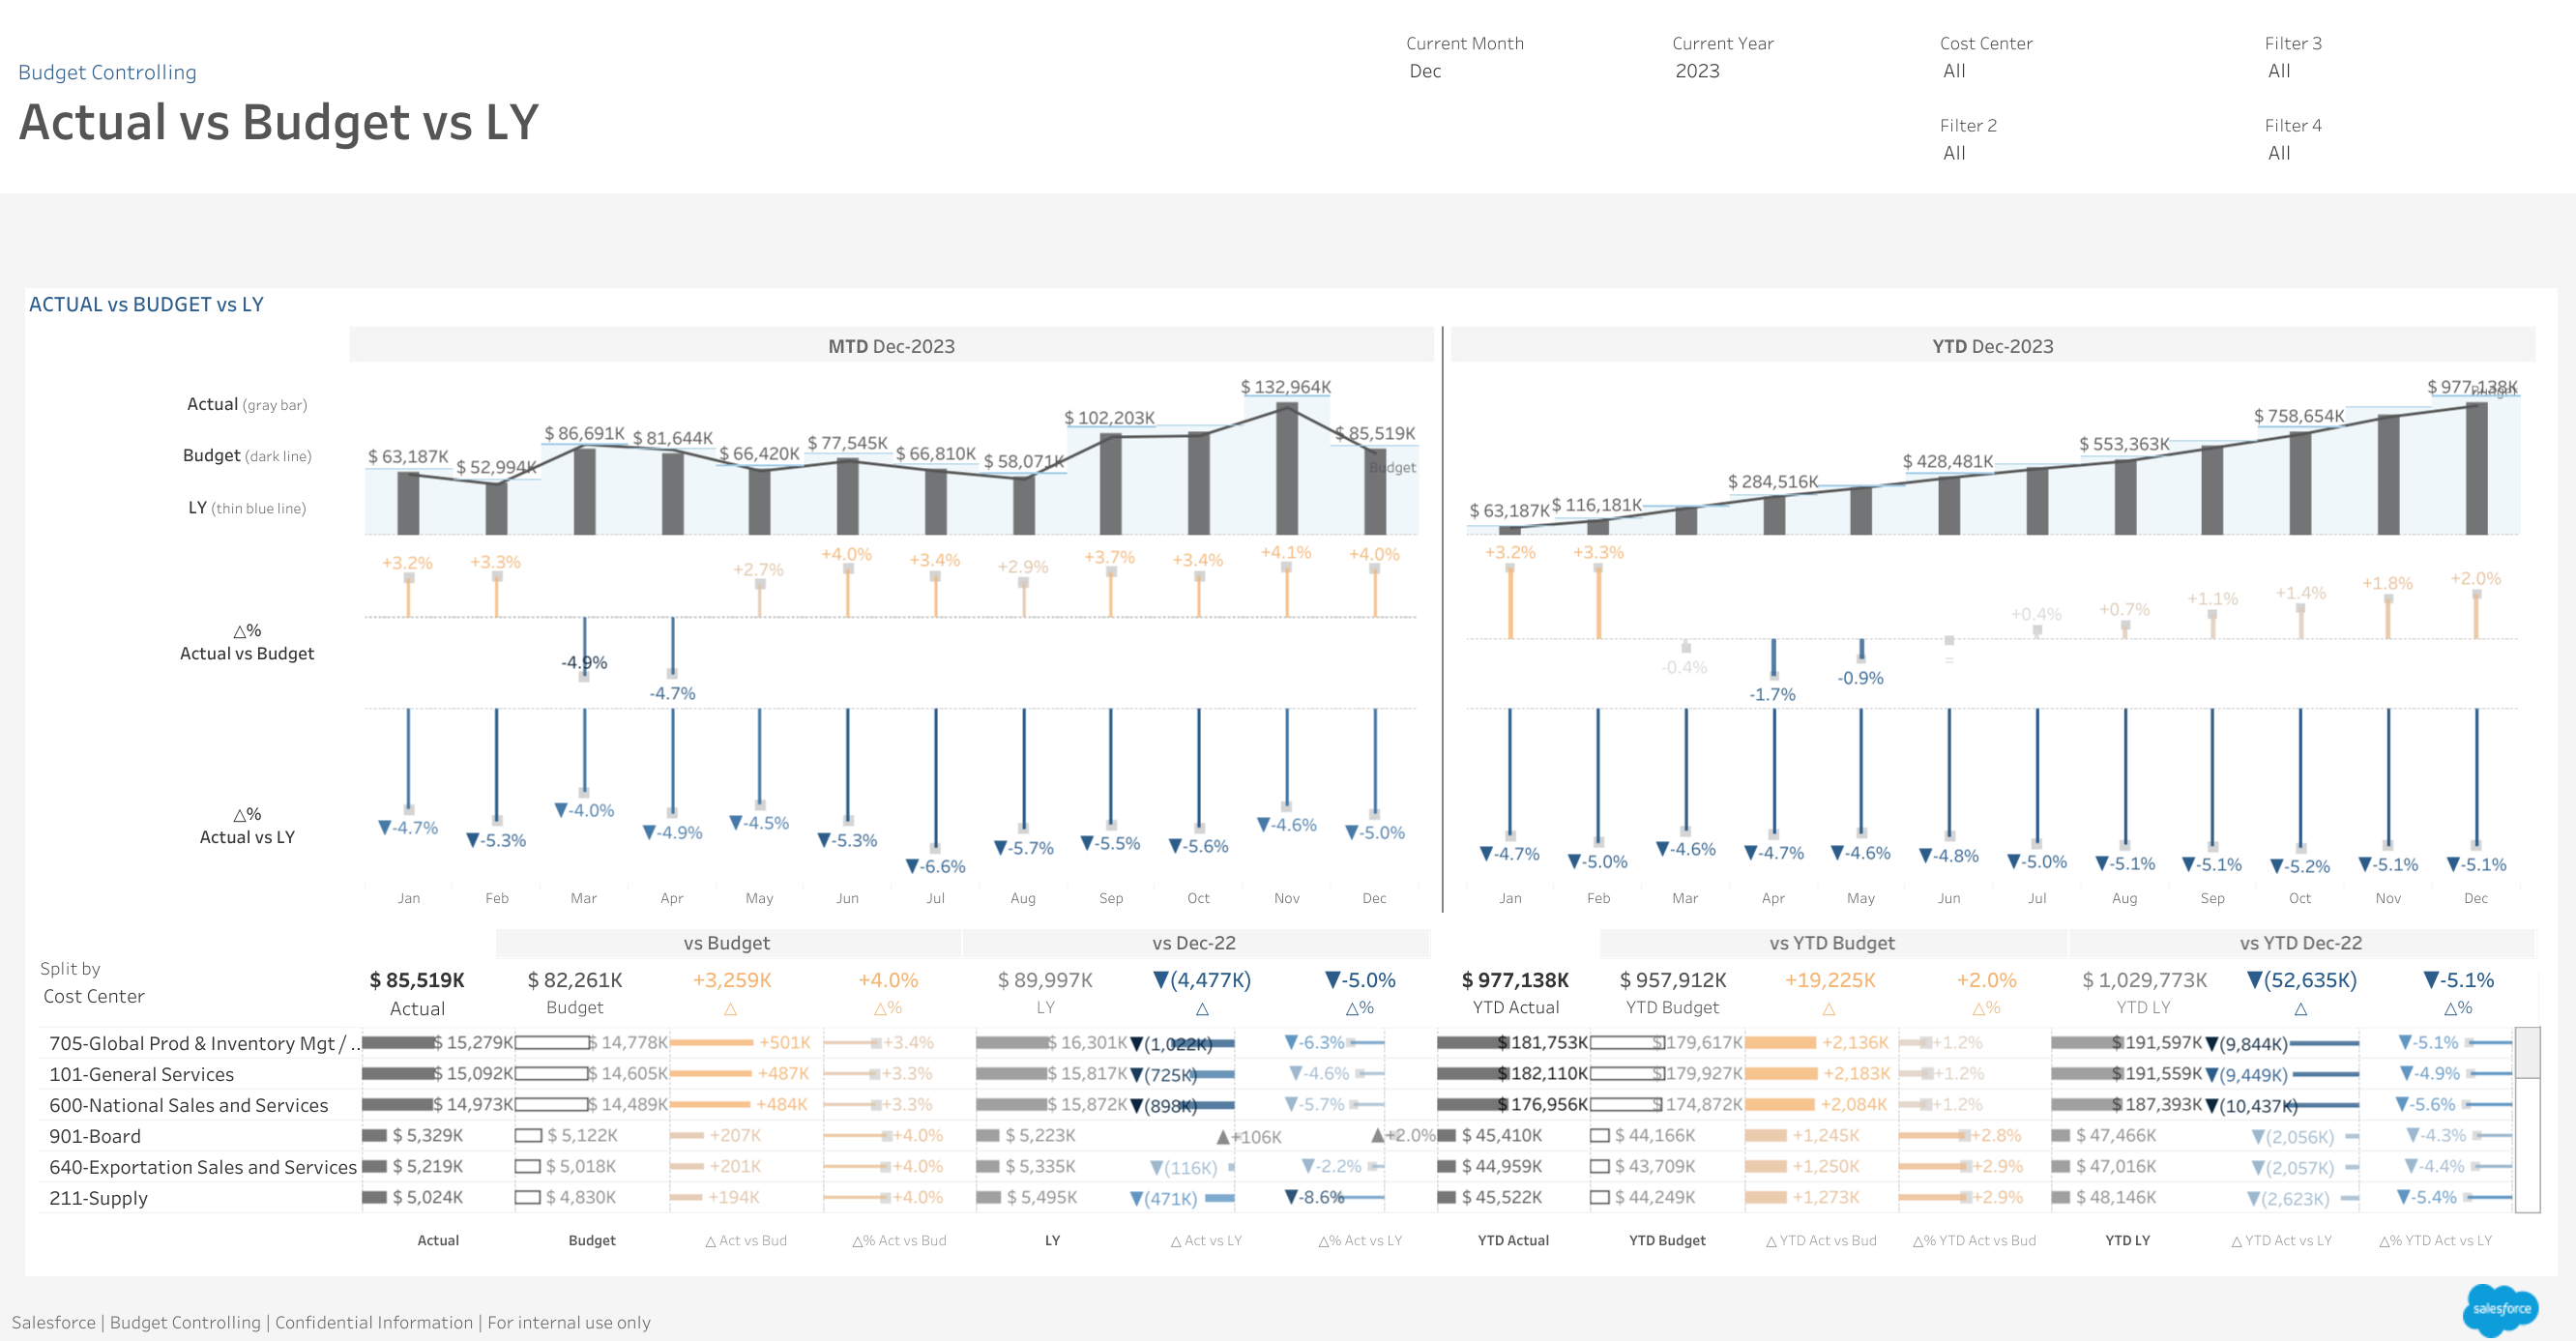 Current Month
Current Year
Cost Center
Filter 3
Dec
2023
All
All
Budget Controlling
Actual vs Budget vs LY
Filter 2
Filter 4
All
All
ACTUAL vs BUDGET vs LY
MTD Dec-2023
YTD Dec-2023
Actual (gray bar)
Budget (dark line)
LY (thin blue line)
$ 63,187K $ 52,994K $ 86,691K $ 81,644K $ 66,420K $ 77,545K $ 66,810K $ 58,071K $ 102,203K $ 132,964K $ 85,519K
Budget
$ 63,187K $ 116,181K $ 284,516K $ 428,481K $ 553,363K $ 758,654K $ 977,138K
Budget
△%
Actual vs Budget
+3.2% +3.3% -4.9% -4.7% +2.7% +4.0% +3.4% +2.9% +3.7% +3.4% +4.1% +4.0%
+3.2% +3.3% -0.4% -1.7% -0.9% = +0.4% +0.7% +1.1% +1.4% +1.8% +2.0%
△%
Actual vs LY
▼-4.7% ▼-5.3% ▼-4.0% ▼-4.9% ▼-4.5% ▼-5.3% ▼-6.6% ▼-5.7% ▼-5.5% ▼-5.6% ▼-4.6% ▼-5.0%
▼-4.7% ▼-5.0% ▼-4.6% ▼-4.7% ▼-4.6% ▼-4.8% ▼-5.0% ▼-5.1% ▼-5.1% ▼-5.2% ▼-5.1% ▼-5.1%
Jan Feb Mar Apr May Jun Jul Aug Sep Oct Nov Dec
Jan Feb Mar Apr May Jun Jul Aug Sep Oct Nov Dec
vs Budget
vs Dec-22
vs YTD Budget
vs YTD Dec-22
Split by
Cost Center
$ 85,519K $ 82,261K +3,259K +4.0% $ 89,997K ▼(4,477K) ▼-5.0% $ 977,138K $ 957,912K +19,225K +2.0% $ 1,029,773K ▼(52,635K) ▼-5.1%
Actual Budget △ △% LY △ △% YTD Actual YTD Budget △ △% YTD LY △ △%
705-Global Prod & Inventory Mgt / .. $ 15,279K $ 14,778K +501K +3.4% $ 16,301K ▼(1,022K) ▼-6.3% $181,753K $179,617K +2,136K +1.2% $ 191,597K ▼(9,844K) ▼-5.1%
101-General Services $ 15,092K $ 14,605K +487K +3.3% $ 15,817K ▼(725K) ▼-4.6% $ 182,110K $179,927K +2,183K +1.2% $ 191,559K ▼(9,449K) ▼-4.9%
600-National Sales and Services $ 14,973K $ 14,489K +484K +3.3% $ 15,872K ▼(898K) ▼-5.7% $ 176,956K $ 174,872K +2,084K +1.2% $ 187,393K ▼(10,437K) ▼-5.6%
901-Board $ 5,329K $ 5,122K +207K +4.0% $ 5,223K ▲+106K ▲+2.0% $ 45,410K $ 44,166K +1,245K +2.8% $ 47,466K ▼(2,056K) ▼-4.3%
640-Exportation Sales and Services $ 5,219K $ 5,018K +201K +4.0% $ 5,335K ▼(116K) ▼-2.2% $ 44,959K $ 43,709K +1,250K +2.9% $ 47,016K ▼(2,057K) ▼-4.4%
211-Supply $ 5,024K $ 4,830K +194K +4.0% $ 5,495K ▼(471K) ▼-8.6% $ 45,522K $ 44,249K +1,273K +2.9% $ 48,146K ▼(2,623K) ▼-5.4%
Actual Budget △ Act vs Bud △% Act vs Bud LY △ Act vs LY △% Act vs LY YTD Actual YTD Budget △ YTD Act vs Bud △% YTD Act vs Bud YTD LY △ YTD Act vs LY △% YTD Act vs LY
Salesforce | Budget Controlling | Confidential Information | For internal use only
salesforce